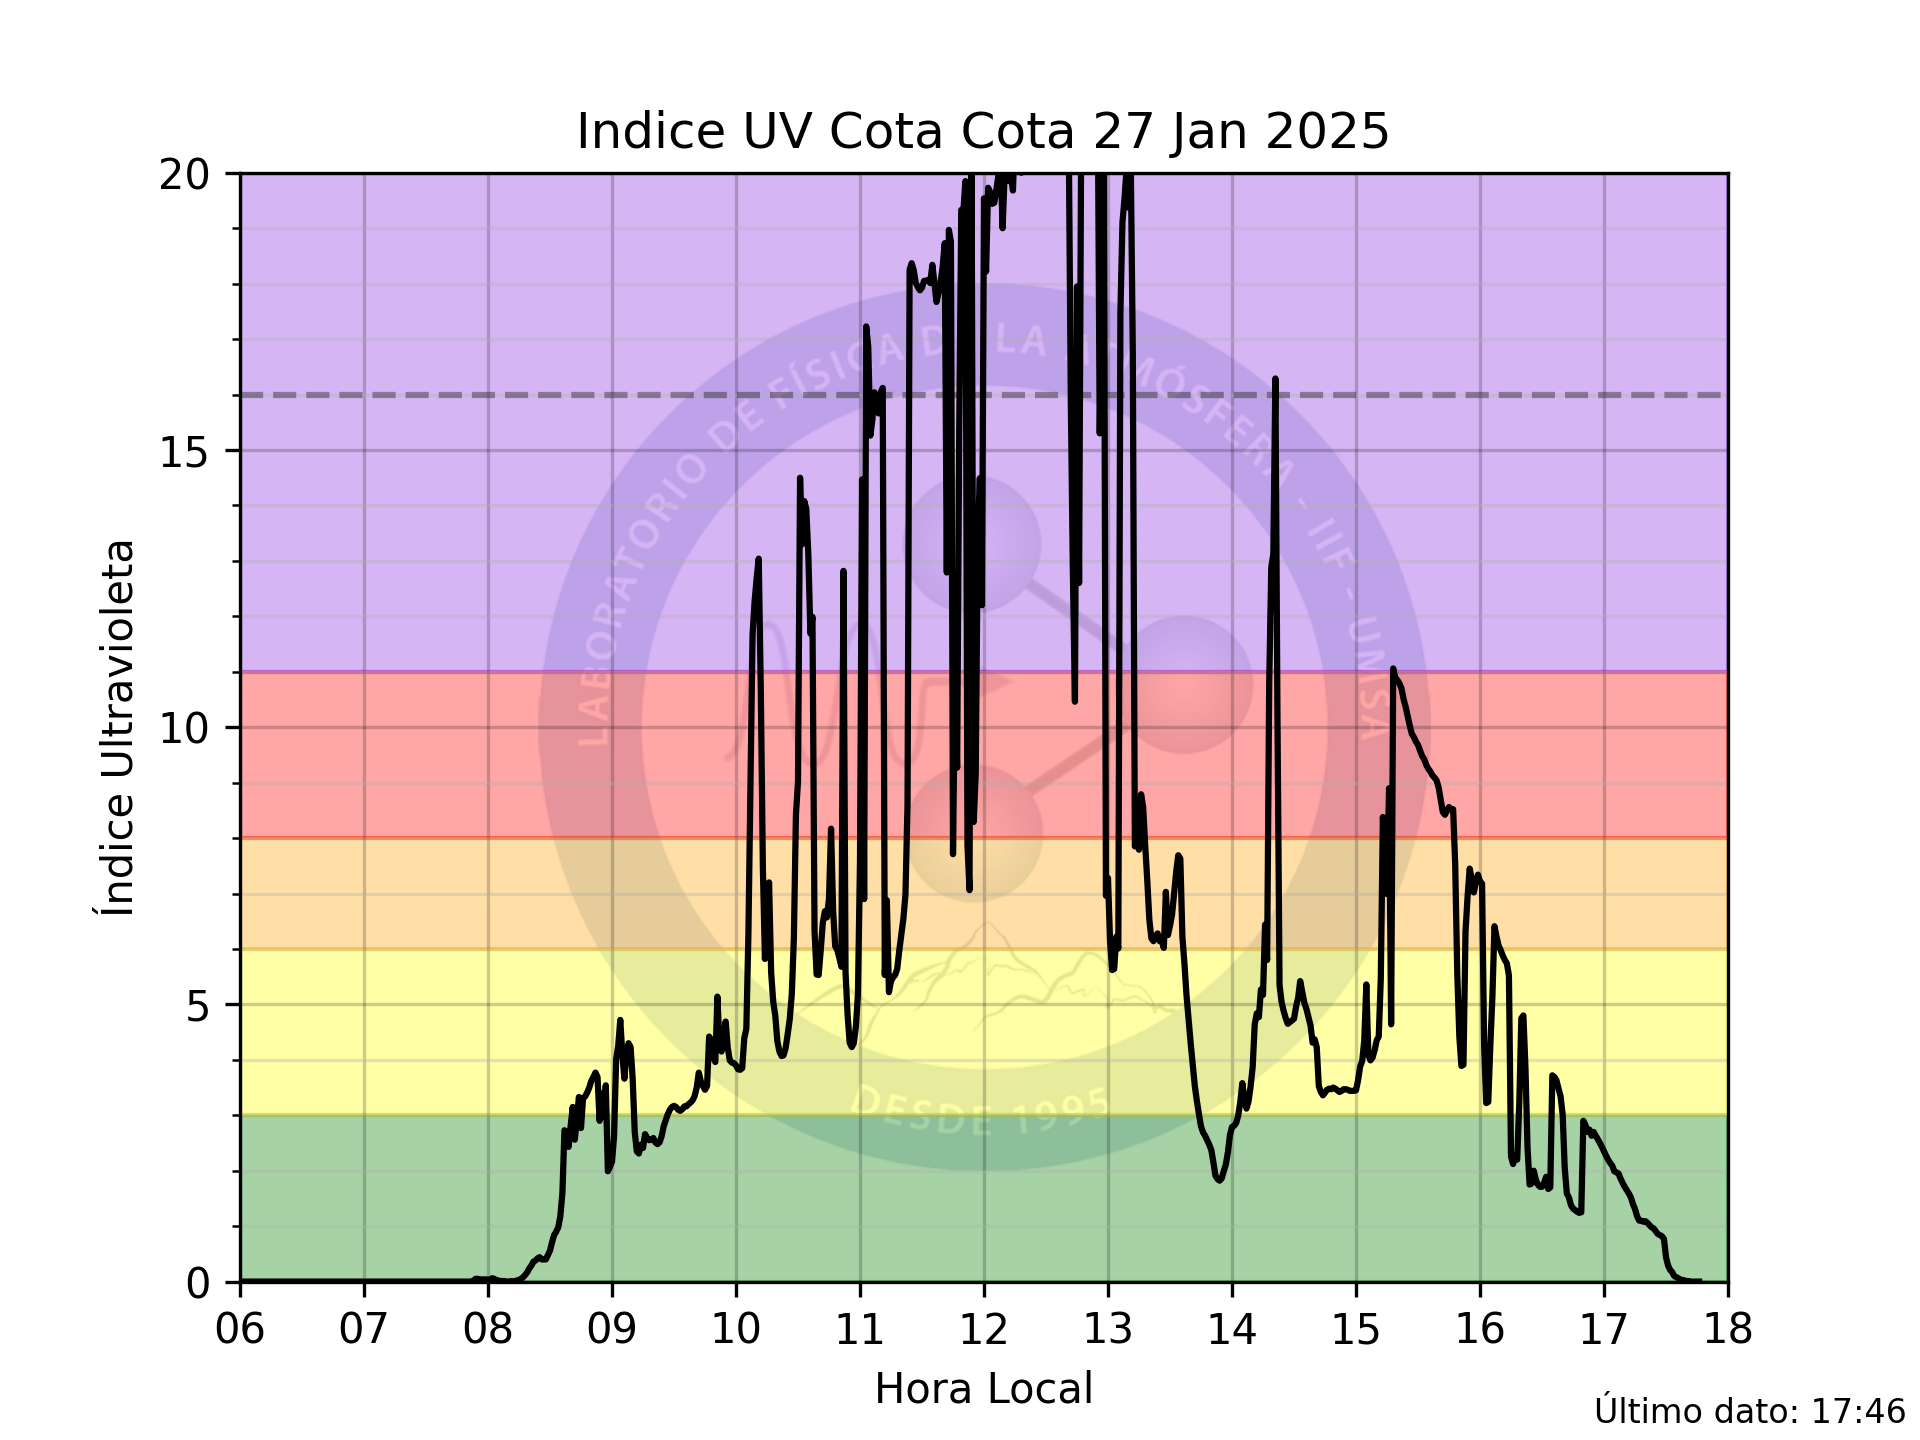 Indice UV Cota Cota 27 Jan 2025
20
15
10
5
0
Índice Ultravioleta
LABORATORIO DE FÍSICA DE LA ATMÓSFERA - IIF - UMSA
DESDE 1995
06 07 08 09 10 11 12 13 14 15 16 17 18
Hora Local
Último dato: 17:46